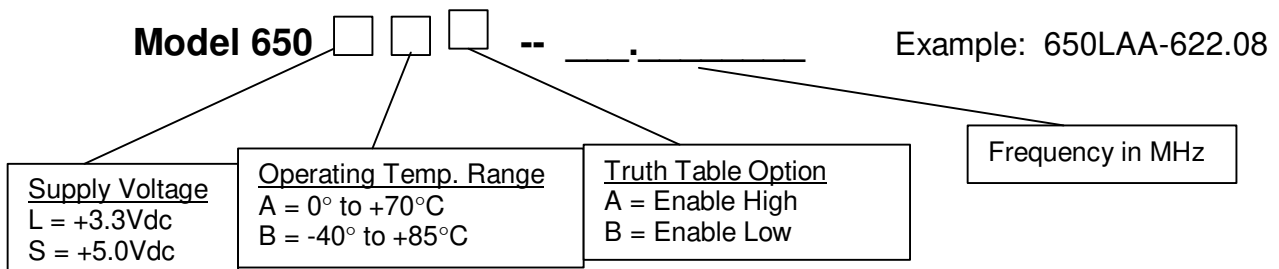 Model 650 □ □ □ -- ___.________ Example: 650LAA-622.08
Supply Voltage
L = +3.3Vdc
S = +5.0Vdc
Operating Temp. Range
A = 0° to +70°C
B = -40° to +85°C
Truth Table Option
A = Enable High
B = Enable Low
Frequency in MHz